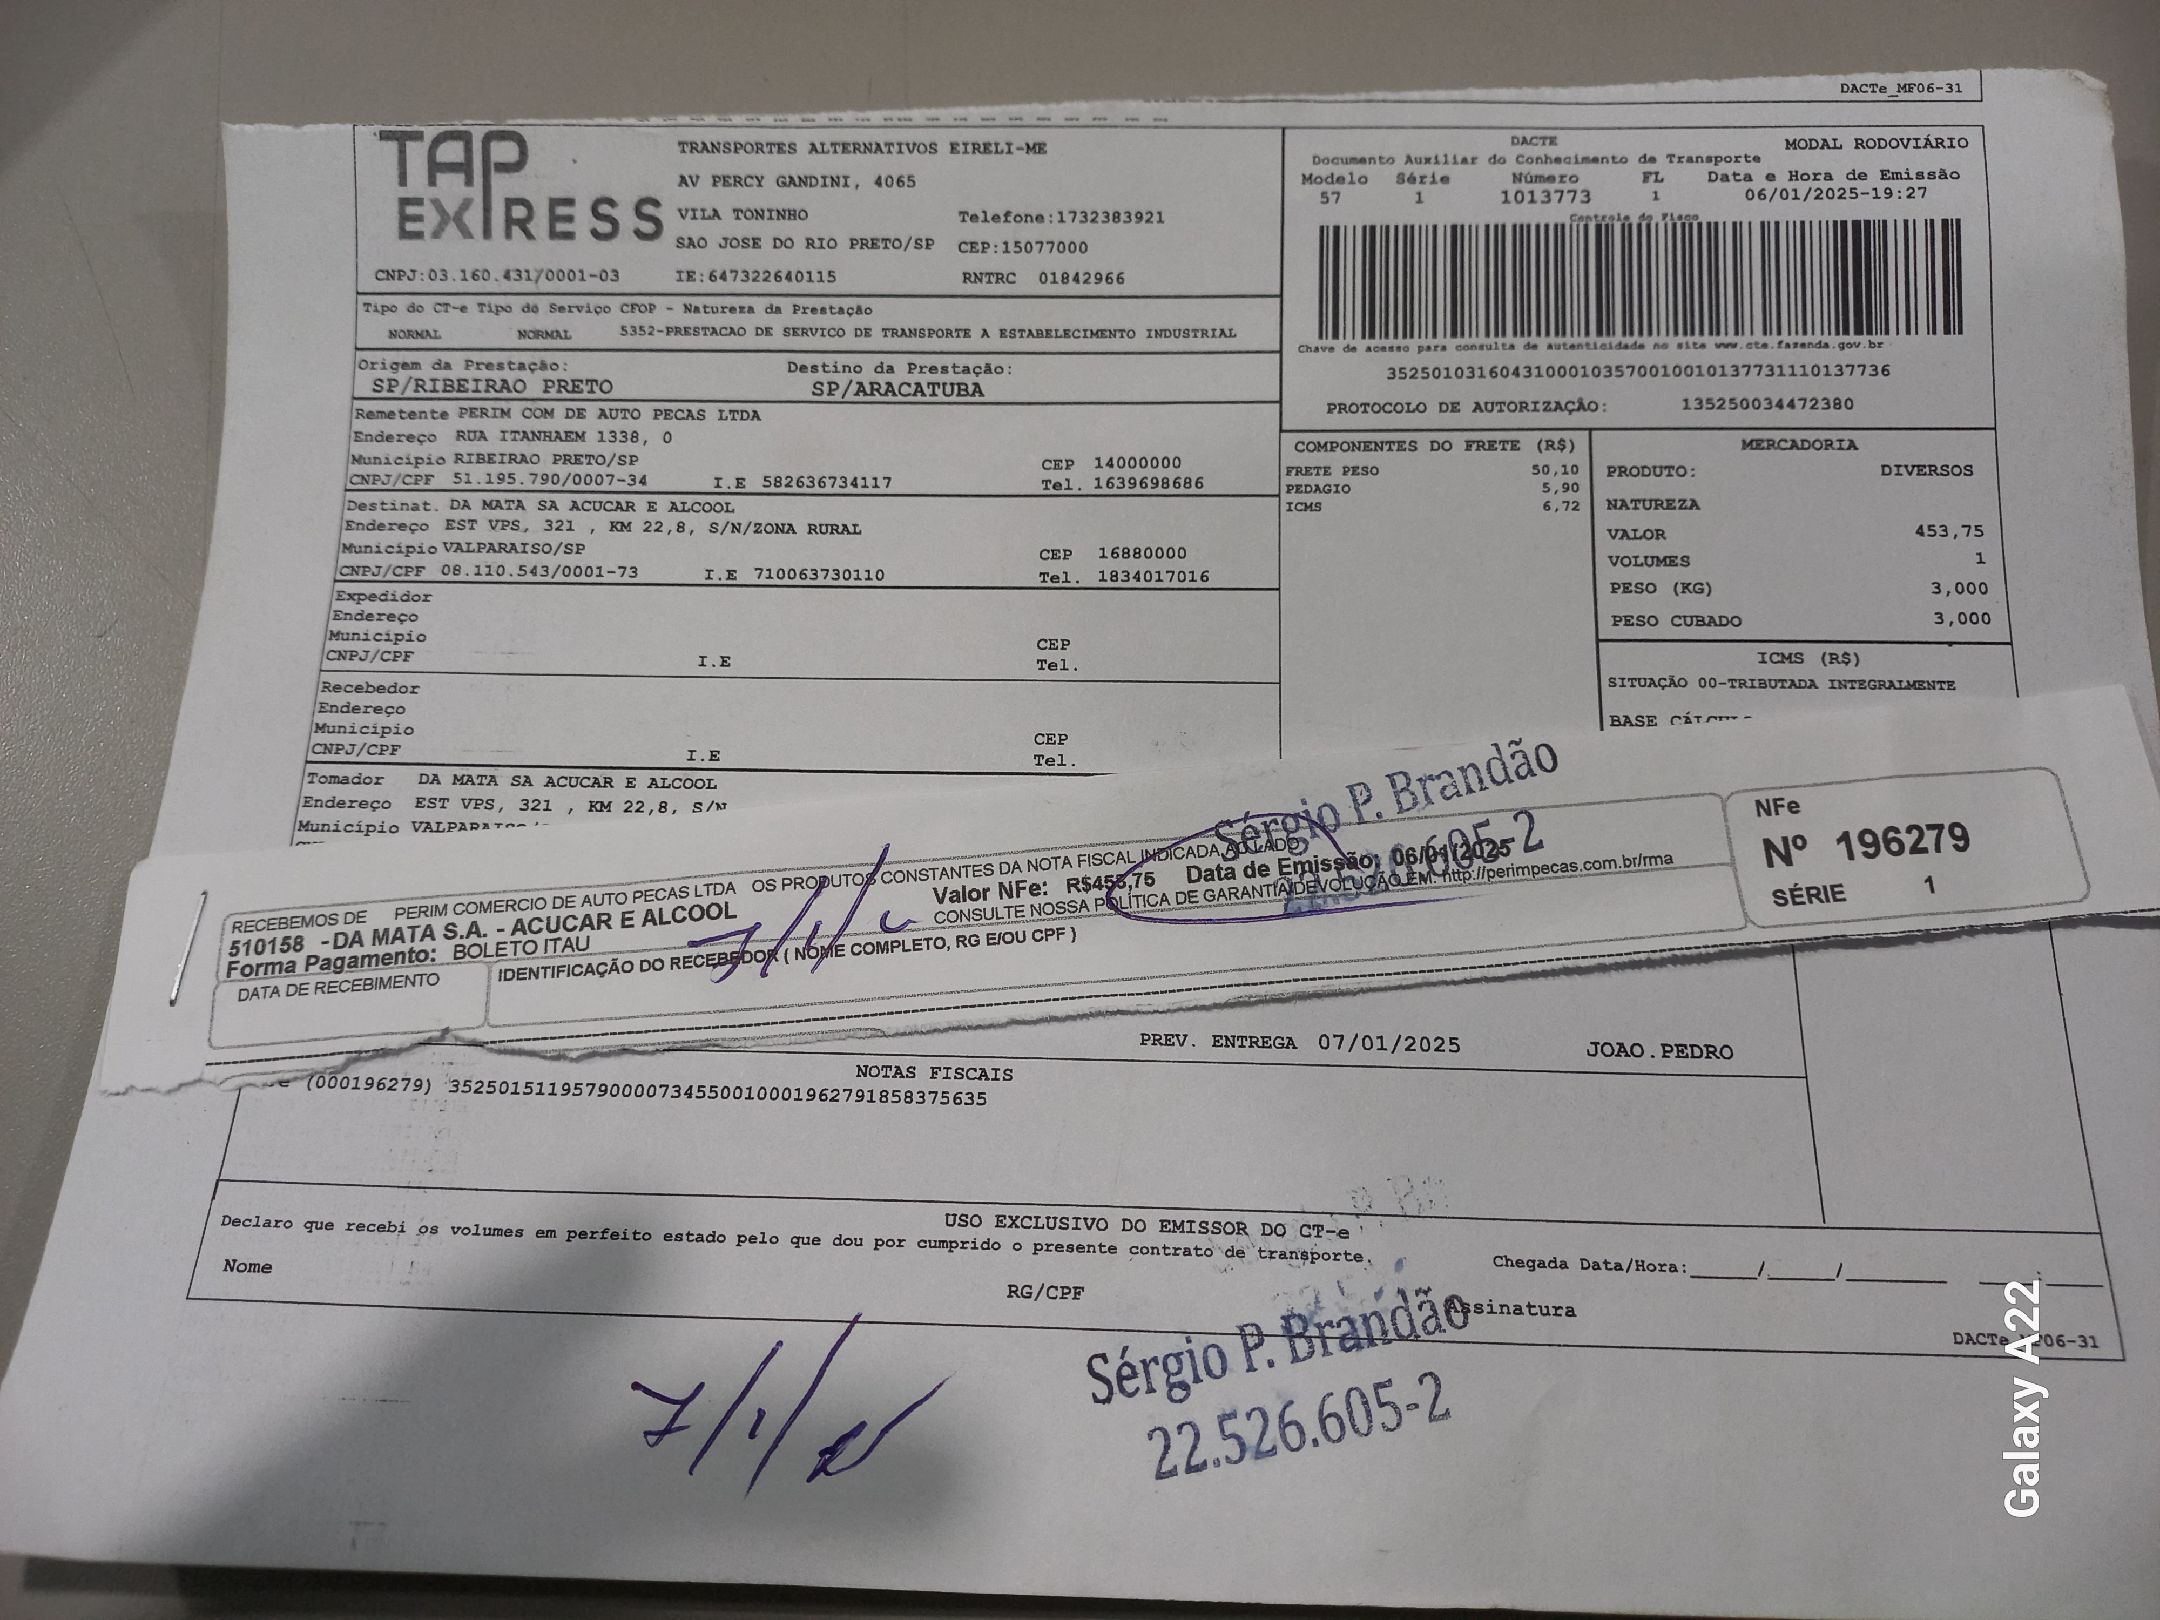 DACTe_MF06-31
TAP EXPRESS
TRANSPORTES ALTERNATIVOS EIRELI-ME
AV PERCY GANDINI, 4065
VILA TONINHO Telefone:1732383921
SAO JOSE DO RIO PRETO/SP CEP:15077000
CNPJ:03.160.431/0001-03 IE:647322640115 RNTRC 01842966
DACTE MODAL RODOVIÁRIO
Documento Auxiliar do Conhecimento de Transporte
Modelo Série Número FL Data e Hora de Emissão
57 1 1013773 1 06/01/2025-19:27
Controle do Fisco
Chave de acesso para consulta de autenticidade no site www.cte.fazenda.gov.br
35250103160431000103570010010137731110137736
PROTOCOLO DE AUTORIZAÇÃO: 135250034472380
Tipo do CT-e Tipo do Serviço CFOP - Natureza da Prestação
NORMAL NORMAL 5352-PRESTACAO DE SERVICO DE TRANSPORTE A ESTABELECIMENTO INDUSTRIAL
Origem da Prestação: Destino da Prestação:
SP/RIBEIRAO PRETO SP/ARACATUBA
Remetente PERIM COM DE AUTO PECAS LTDA
Endereço RUA ITANHAEM 1338, 0
Município RIBEIRAO PRETO/SP CEP 14000000
CNPJ/CPF 51.195.790/0007-34 I.E 582636734117 Tel. 1639698686
Destinat. DA MATA SA ACUCAR E ALCOOL
Endereço EST VPS, 321 , KM 22,8, S/N/ZONA RURAL
Município VALPARAISO/SP CEP 16880000
CNPJ/CPF 08.110.543/0001-73 I.E 710063730110 Tel. 1834017016
Expedidor
Endereço
Município CEP
CNPJ/CPF I.E Tel.
Recebedor
Endereço
Município CEP
CNPJ/CPF I.E Tel.
Tomador DA MATA SA ACUCAR E ALCOOL
Endereço EST VPS, 321 , KM 22,8, S/N
Município
COMPONENTES DO FRETE (R$)
FRETE PESO 50,10
PEDAGIO 5,90
ICMS 6,72
MERCADORIA
PRODUTO: DIVERSOS
NATUREZA
VALOR 453,75
VOLUMES 1
PESO (KG) 3,000
PESO CUBADO 3,000
ICMS (R$)
SITUAÇÃO 00-TRIBUTADA INTEGRALMENTE
BASE
Sérgio P. Brandão
RECEBEMOS DE PERIM COMERCIO DE AUTO PECAS LTDA OS PRODUTOS CONSTANTES DA NOTA FISCAL INDICADA AO LADO
510158 -DA MATA S.A. - ACUCAR E ALCOOL Valor NFe: R$453,75 Data de Emissão: 06/01/2025
Forma Pagamento: BOLETO ITAU CONSULTE NOSSA POLÍTICA DE GARANTIA/DEVOLUÇÃO EM: http://perimpecas.com.br/rma
DATA DE RECEBIMENTO IDENTIFICAÇÃO DO RECEBEDOR ( NOME COMPLETO, RG E/OU CPF )
NFe
Nº 196279
SÉRIE 1
PREV. ENTREGA 07/01/2025 JOAO.PEDRO
NOTAS FISCAIS
(000196279) 35250151195790000734550010001962791858375635
USO EXCLUSIVO DO EMISSOR DO CT-e
Declaro que recebi os volumes em perfeito estado pelo que dou por cumprido o presente contrato de transporte.
Nome RG/CPF Chegada Data/Hora:____/____/______ ___:____
Assinatura
DACTe_MF06-31
7/1/
Sérgio P. Brandão
22.526.605-2
Galaxy A22